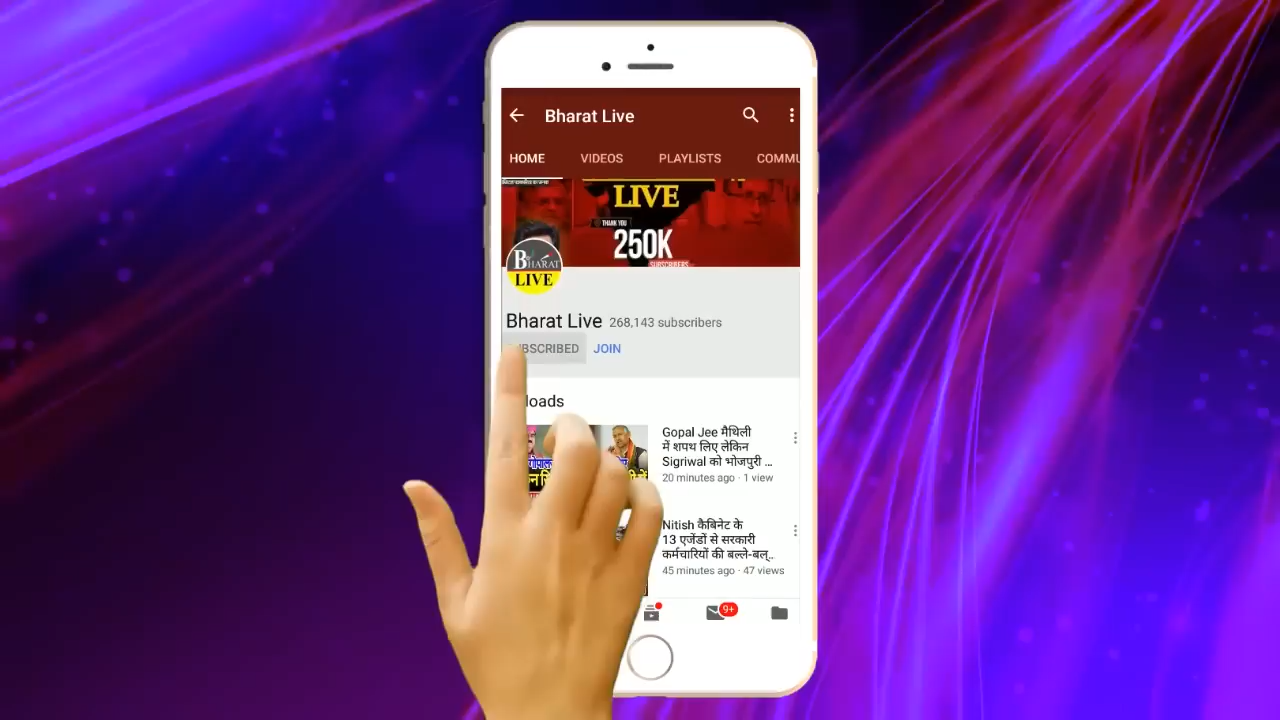 Bharat Live
HOME VIDEOS PLAYLISTS COMMU
LIVE
THANK YOU
250K
SUBSCRIBERS
BHARAT
LIVE
Bharat Live 268,143 subscribers
BSCRIBED JOIN
loads
Gopal Jee मैथिली
में शपथ लिए लेकिन
Sigriwal को भोजपुरी ...
20 minutes ago · 1 view
Nitish कैबिनेट के
13 एजेंडों से सरकारी
कर्मचारियों की बल्ले-बल्..
45 minutes ago · 47 views
9+